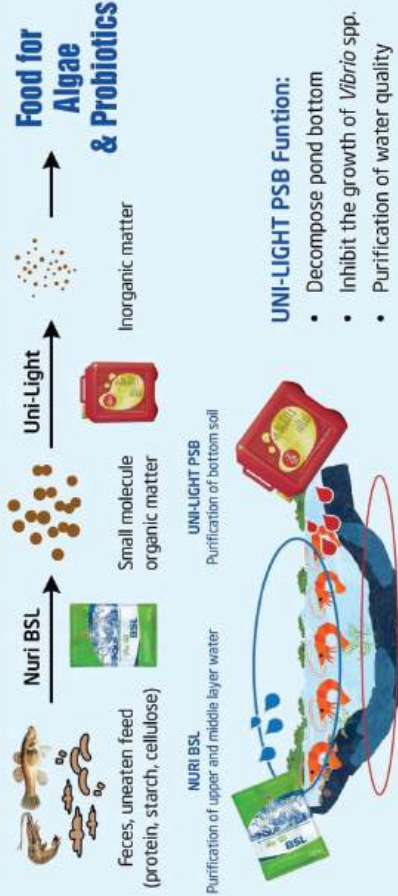 Nuri BSL
Uni-Light
Food for
Algae
& Probiotics
Feces, uneaten feed
(protein, starch, cellulose)
BSL
Small molecule
organic matter
Inorganic matter
NURI BSL
Purification of upper and middle layer water
UNI-LIGHT PSB
Purification of bottom soil
BSL
UNI-LIGHT PSB Funtion:
• Decompose pond bottom
• Inhibit the growth of Vibrio spp.
• Purification of water quality